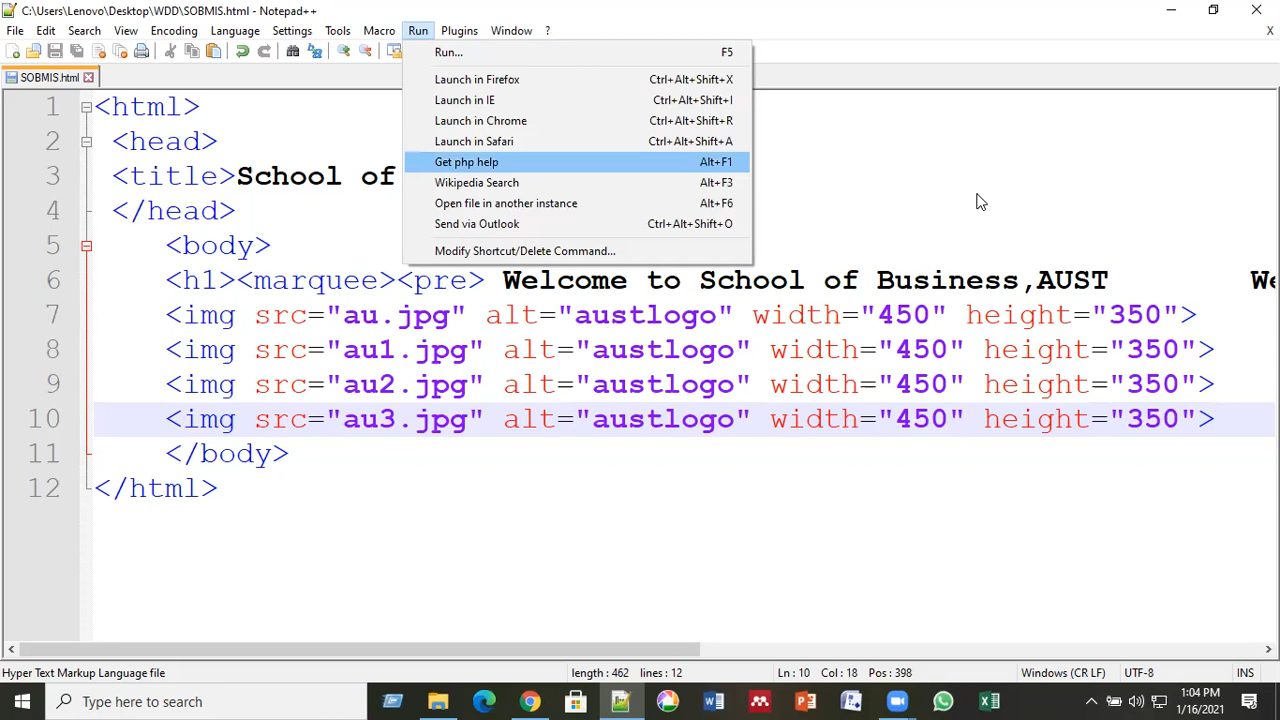 C:\Users\Lenovo\Desktop\WDD\SOBMIS.html - Notepad++
File Edit Search View Encoding Language Settings Tools Macro Run Plugins Window ? X
SOBMIS.html
Run... F5
Launch in Firefox Ctrl+Alt+Shift+X
Launch in IE Ctrl+Alt+Shift+I
Launch in Chrome Ctrl+Alt+Shift+R
Launch in Safari Ctrl+Alt+Shift+A
Get php help Alt+F1
Wikipedia Search Alt+F3
Open file in another instance Alt+F6
Send via Outlook Ctrl+Alt+Shift+O
Modify Shortcut/Delete Command...
1 <html>
2 <head>
3 <title>School of
4 </head>
5 <body>
6 <h1><marquee><pre> Welcome to School of Business,AUST
7 <img src="au.jpg" alt="austlogo" width="450" height="350">
8 <img src="au1.jpg" alt="austlogo" width="450" height="350">
9 <img src="au2.jpg" alt="austlogo" width="450" height="350">
10 <img src="au3.jpg" alt="austlogo" width="450" height="350">
11 </body>
12 </html>
Hyper Text Markup Language file length : 462 lines : 12 Ln : 10 Col : 18 Pos : 398 Windows (CR LF) UTF-8 INS
Type here to search
1:04 PM
1/16/2021